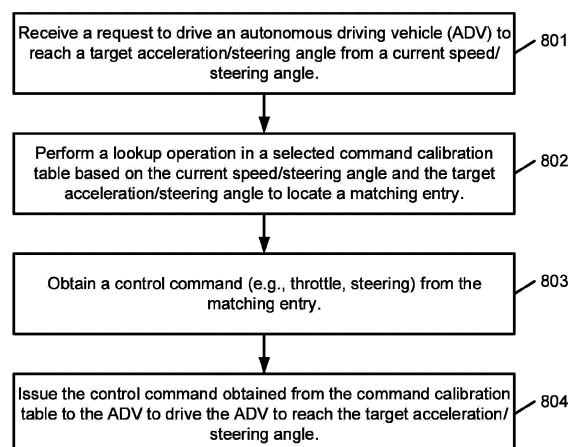 Receive a request to drive an autonomous driving vehicle (ADV) to
reach a target acceleration/steering angle from a current speed/
steering angle.
801
Perform a lookup operation in a selected command calibration
table based on the current speed/steering angle and the target
acceleration/steering angle to locate a matching entry.
802
Obtain a control command (e.g., throttle, steering) from the
matching entry.
803
Issue the control command obtained from the command calibration
table to the ADV to drive the ADV to reach the target acceleration/
steering angle.
804